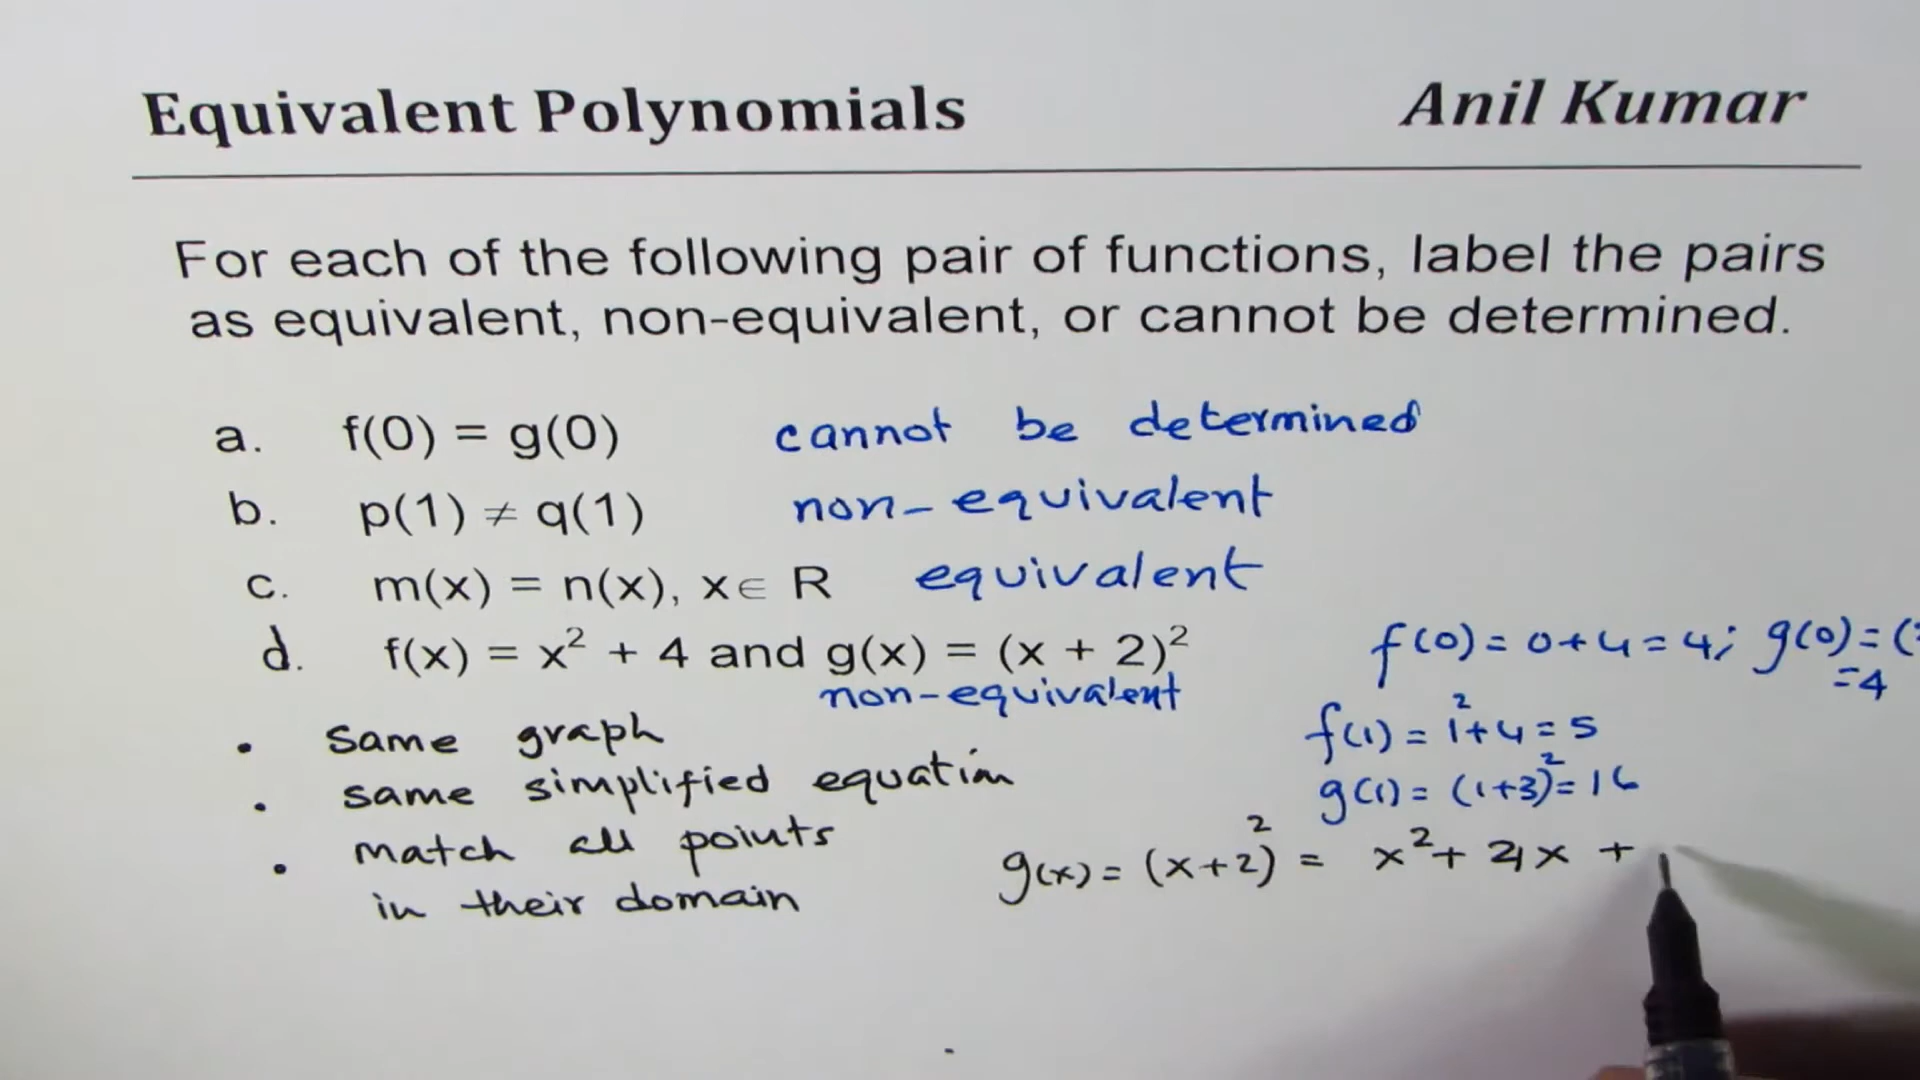 Equivalent Polynomials Anil Kumar
For each of the following pair of functions, label the pairs
as equivalent, non-equivalent, or cannot be determined.
a. f(0) = g(0) cannot be determined
b. p(1) ≠ q(1) non-equivalent
c. m(x) = n(x), x∈ R equivalent
d. f(x) = x² + 4 and g(x) = (x + 2)²
non-equivalent
f(0) = 0+4 = 4; g(0) = (
=4
f(1) = 1²+4 = 5
g(1) = (1+3)² = 16
• Same graph
• same simplified equation
• match all points
in their domain
g(x) = (x+2)² = x² + 4x +